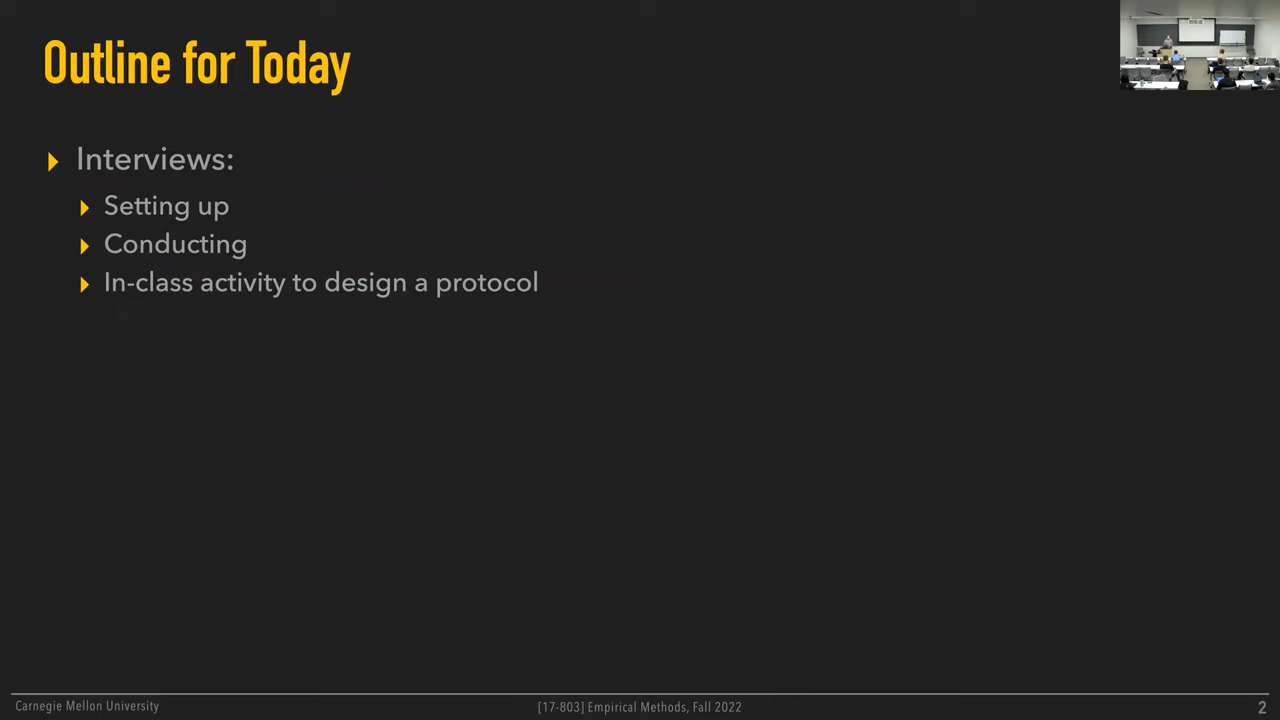 Outline for Today
Interviews:
Setting up
Conducting
In-class activity to design a protocol
Carnegie Mellon University
[17-803] Empirical Methods, Fall 2022
2